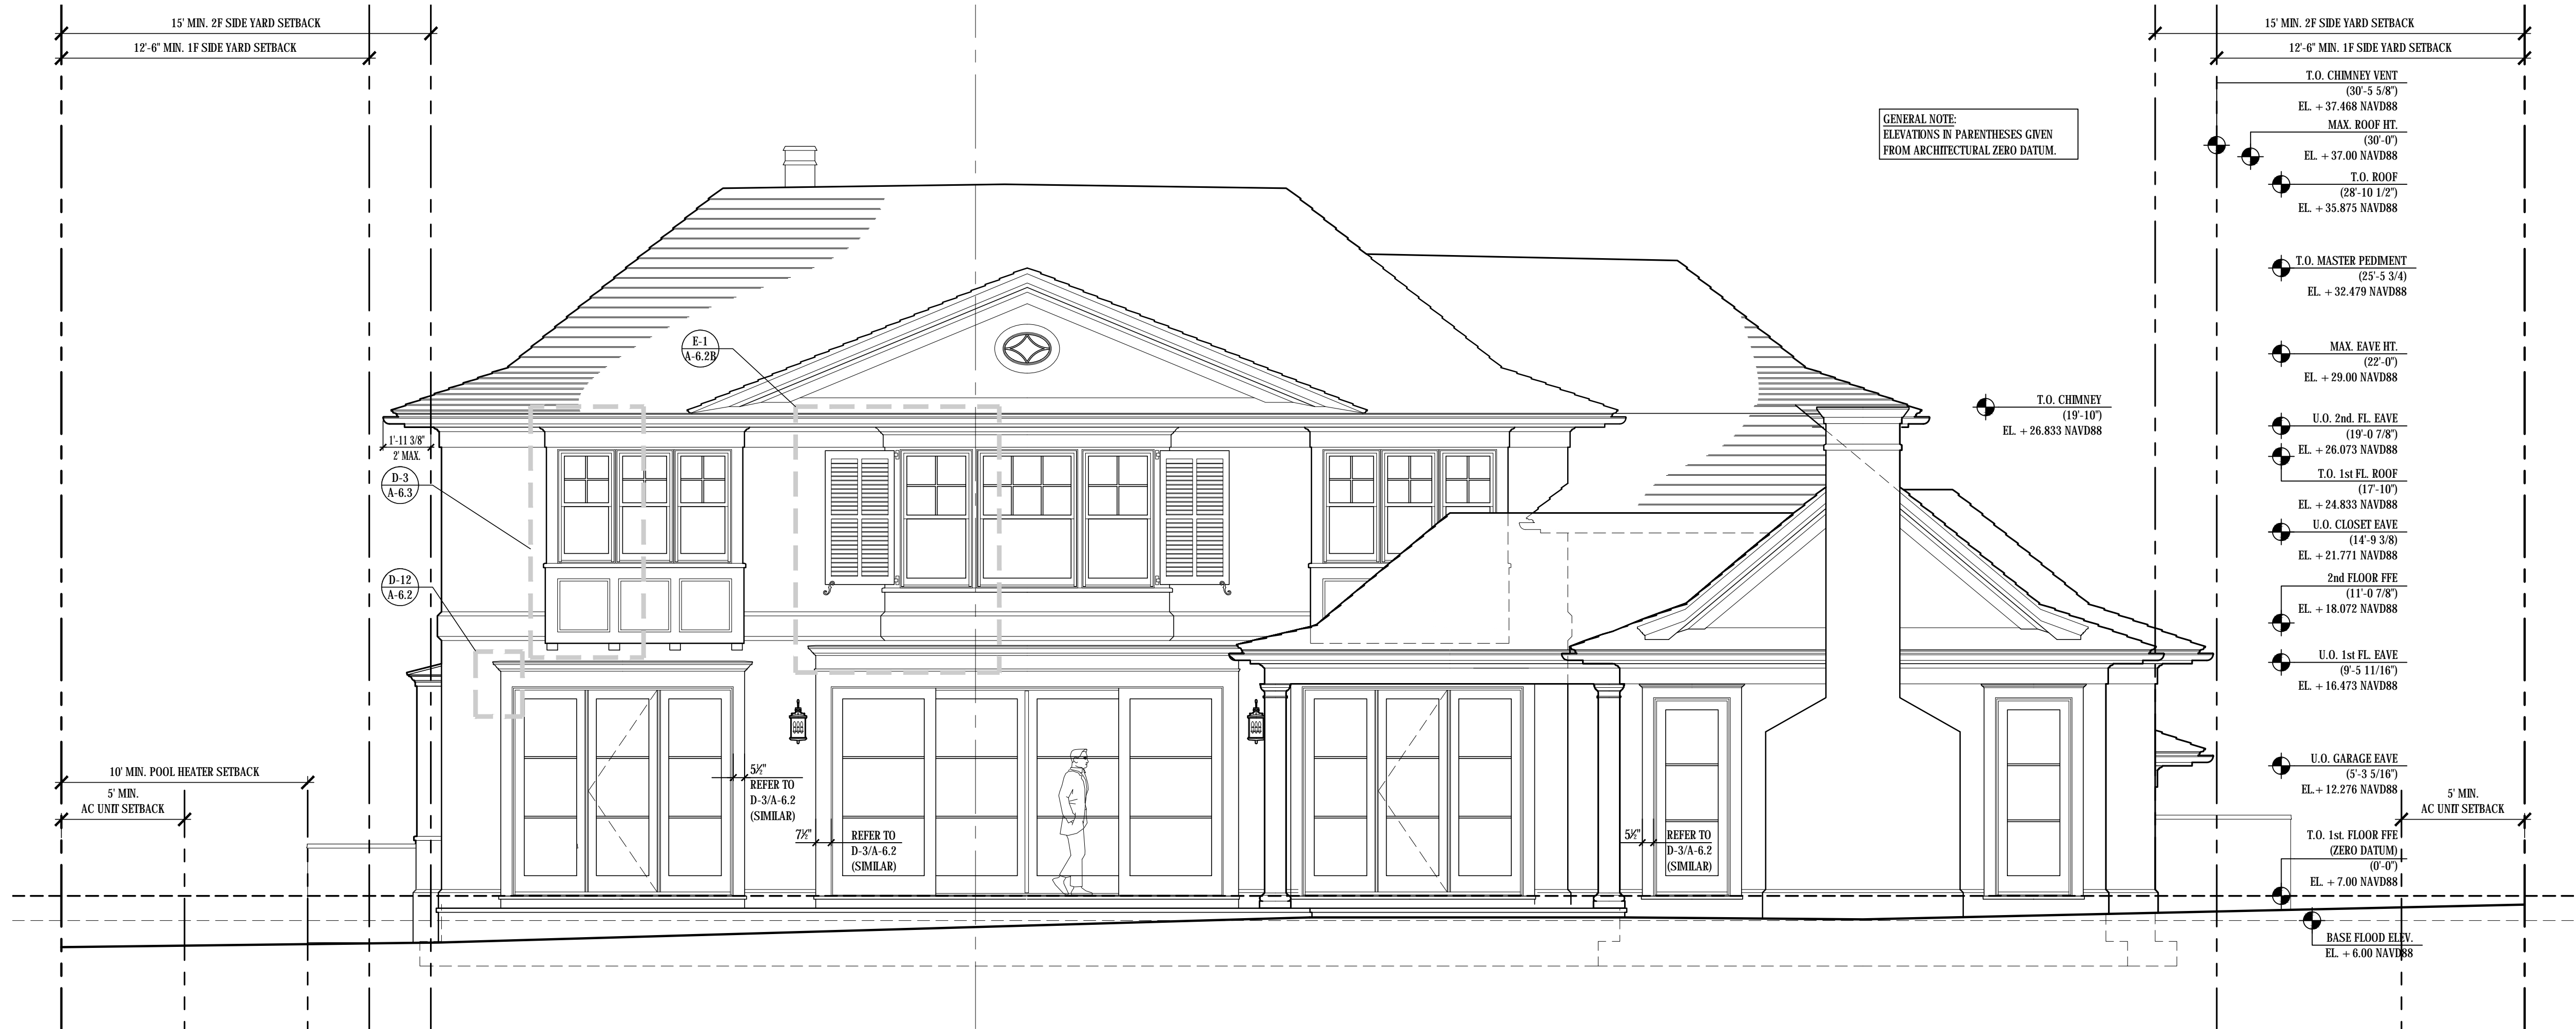 15' MIN. 2F SIDE YARD SETBACK
12'-6" MIN. 1F SIDE YARD SETBACK
15' MIN. 2F SIDE YARD SETBACK
12'-6" MIN. 1F SIDE YARD SETBACK
T.O. CHIMNEY VENT
(30'-5 5/8")
EL. + 37.468 NAVD88
GENERAL NOTE:
ELEVATIONS IN PARENTHESES GIVEN
FROM ARCHITECTURAL ZERO DATUM.
MAX. ROOF HT.
(30'-0")
EL. + 37.00 NAVD88
T.O. ROOF
(28'-10 1/2")
EL. + 35.875 NAVD88
T.O. MASTER PEDIMENT
(25'-5 3/4)
EL. + 32.479 NAVD88
E-1
A-6.2R
MAX. EAVE HT.
(22'-0")
EL. + 29.00 NAVD88
T.O. CHIMNEY
(19'-10")
EL. + 26.833 NAVD88
U.O. 2nd. FL. EAVE
(19'-0 7/8")
EL. + 26.073 NAVD88
1'-11 3/8"
2' MAX.
D-3
A-6.3
T.O. 1st FL. ROOF
(17'-10")
EL. + 24.833 NAVD88
U.O. CLOSET EAVE
(14'-9 3/8)
EL. + 21.771 NAVD88
D-12
A-6.2
2nd FLOOR FFE
(11'-0 7/8")
EL. + 18.072 NAVD88
U.O. 1st FL. EAVE
(9'-5 11/16")
EL. + 16.473 NAVD88
10' MIN. POOL HEATER SETBACK
5' MIN.
AC UNIT SETBACK
5½"
REFER TO
D-3/A-6.2
(SIMILAR)
7½"
REFER TO
D-3/A-6.2
(SIMILAR)
5½"
REFER TO
D-3/A-6.2
(SIMILAR)
U.O. GARAGE EAVE
(5'-3 5/16")
EL.+ 12.276 NAVD88
5' MIN.
AC UNIT SETBACK
T.O. 1st. FLOOR FFE
(ZERO DATUM)
(0'-0")
EL. + 7.00 NAVD88
BASE FLOOD ELEV.
EL. + 6.00 NAVD88